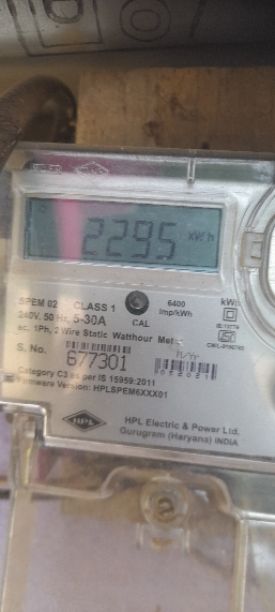 2295 kWh
SPEM 02 CLASS 1 6400 kWh
240V, 50 Hz, 5-30A CAL Imp/kWh
ac, 1Ph, 2 Wire Static Watthour Met
S. No. 677301
Category C3 as per IS 15959:2011
Firmware Version: HPLSPEM6XXX01
HPL HPL Electric & Power Ltd.
Gurugram (Haryana) INDIA